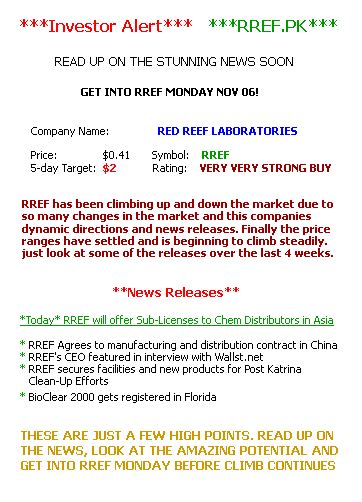 ***Investor Alert*** ***RREF.PK***
READ UP ON THE STUNNING NEWS SOON
GET INTO RREF MONDAY NOV 06!
Company Name: RED REEF LABORATORIES
Price: $0.41 Symbol: RREF
5-day Target: $2 Rating: VERY VERY STRONG BUY
RREF has been climbing up and down the market due to
so many changes in the market and this companies
dynamic directions and news releases. Finally the price
ranges have settled and is beginning to climb steadily.
just look at some of the releases over the last 4 weeks.
**News Releases**
*Today* RREF will offer Sub-Licenses to Chem Distributors in Asia
* RREF Agrees to manufacturing and distribution contract in China
* RREF's CEO featured in interview with Wallst.net
* RREF secures facilities and new products for Post Katrina
Clean-Up Efforts
* BioClear 2000 gets registered in Florida
THESE ARE JUST A FEW HIGH POINTS. READ UP ON
THE NEWS, LOOK AT THE AMAZING POTENTIAL AND
GET INTO RREF MONDAY BEFORE CLIMB CONTINUES